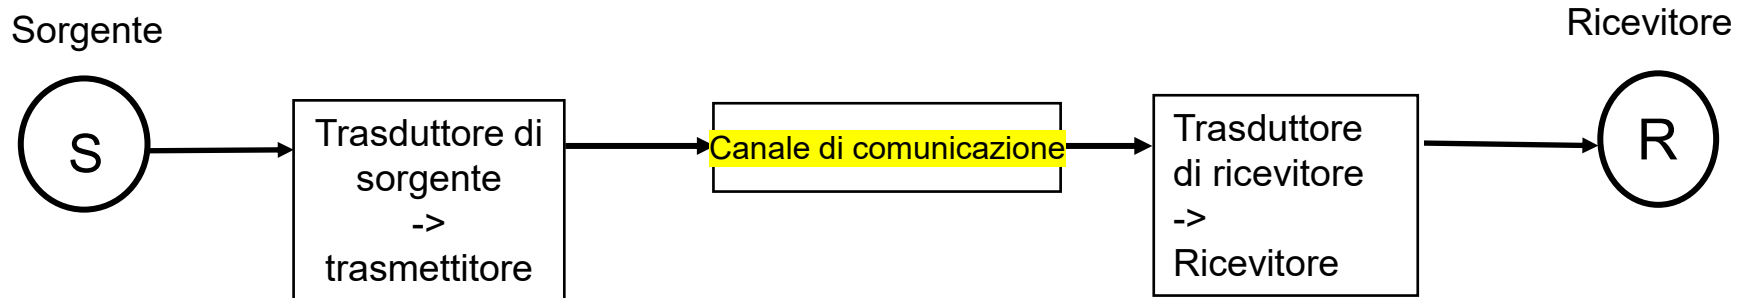 Sorgente
Ricevitore
S
Trasduttore di
sorgente
->
trasmettitore
Canale di comunicazione
Trasduttore
di ricevitore
->
Ricevitore
R